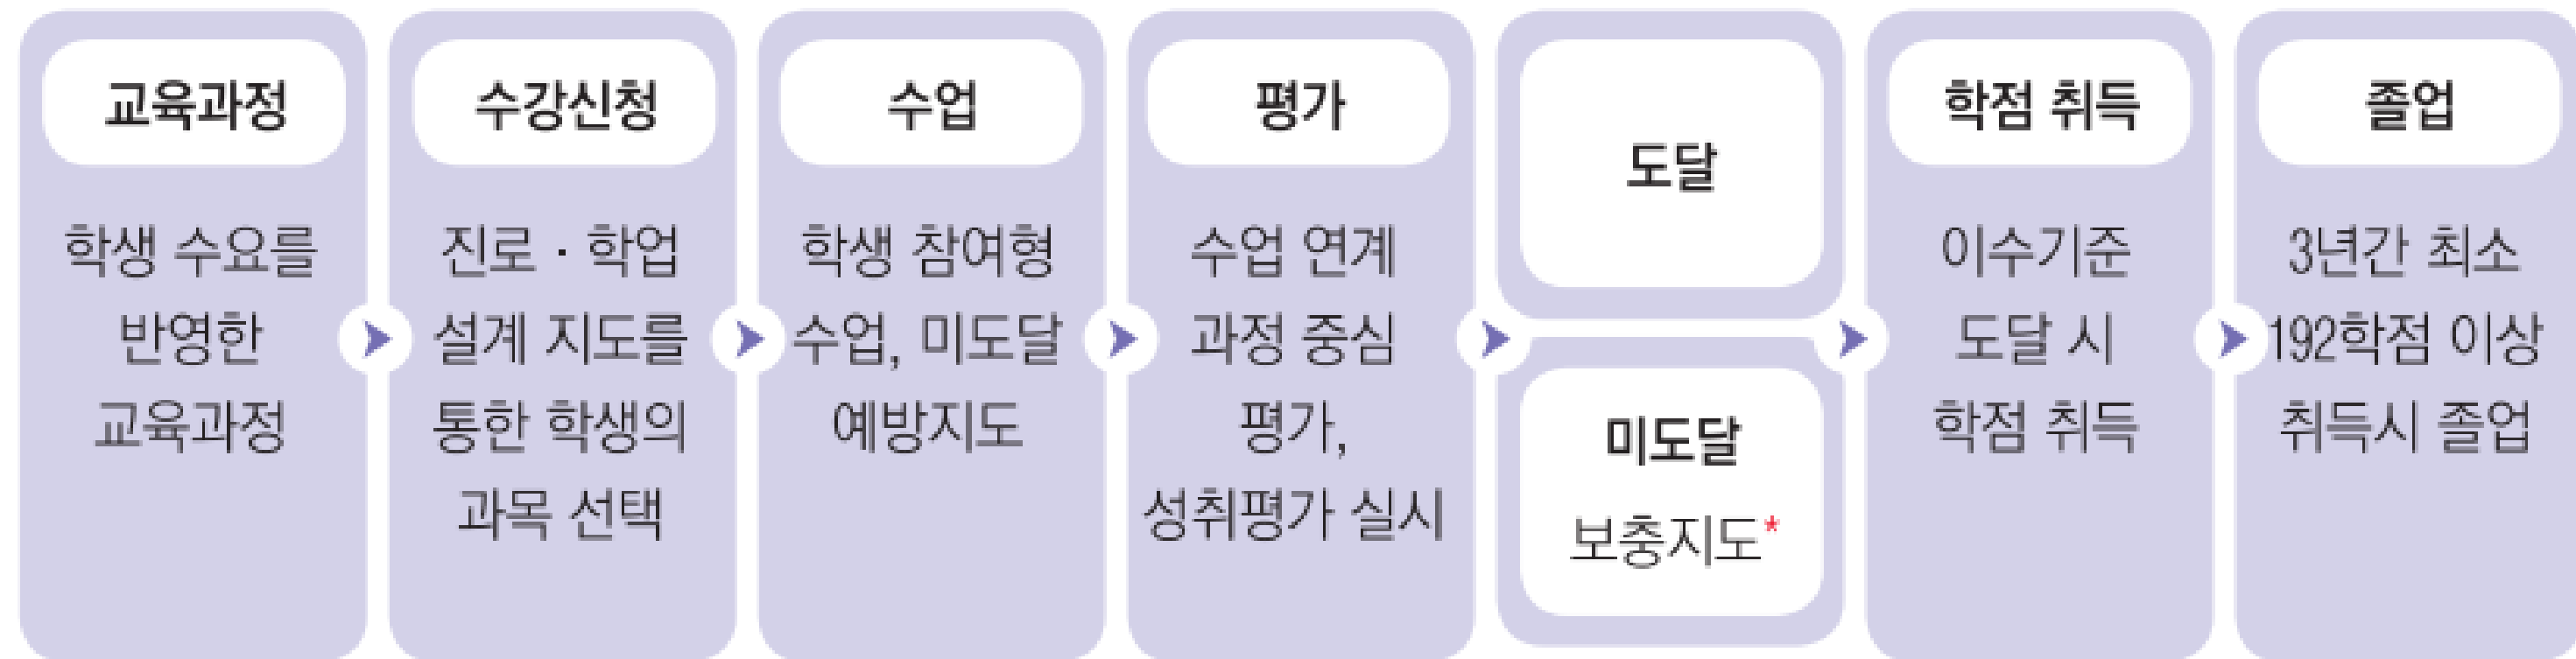 교육과정
학생 수요를
반영한
교육과정
수강신청
진로 · 학업
설계 지도를
통한 학생의
과목 선택
수업
학생 참여형
수업, 미도달
예방지도
평가
수업 연계
과정 중심
평가,
성취평가 실시
도달
미도달
보충지도*
학점 취득
이수기준
도달 시
학점 취득
졸업
3년간 최소
192학점 이상
취득시 졸업